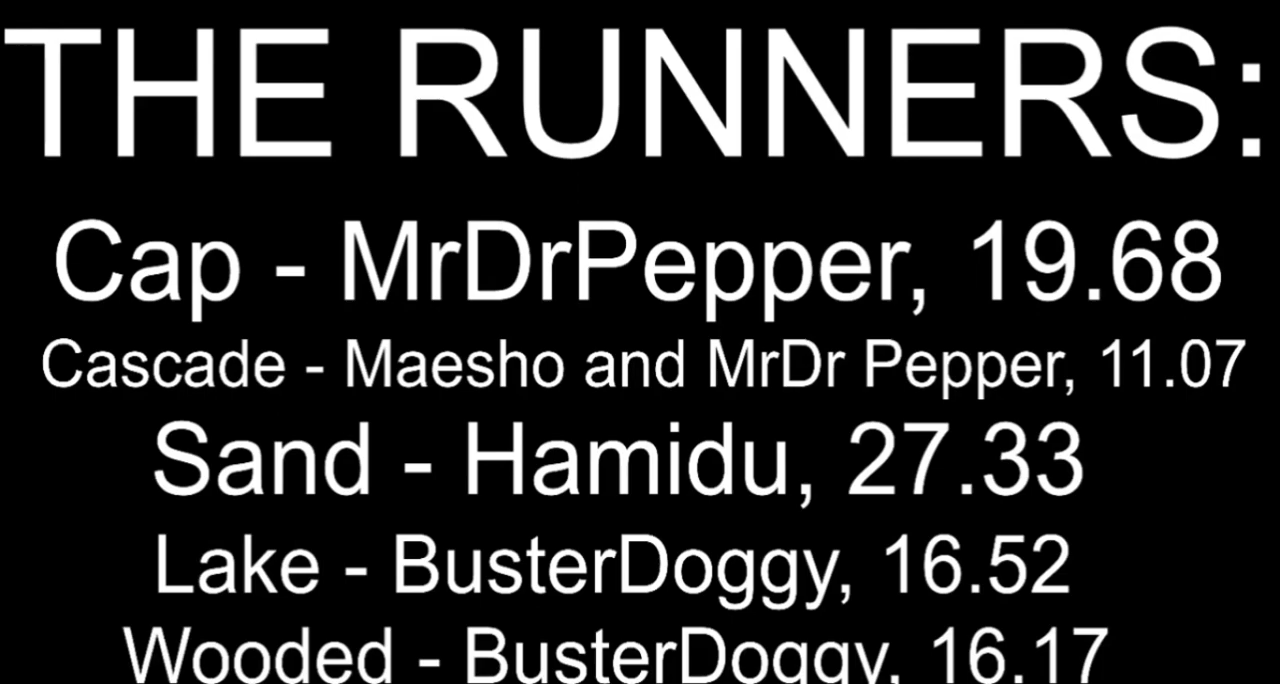 THE RUNNERS:
Cap - MrDrPepper, 19.68
Cascade - Maesho and MrDr Pepper, 11.07
Sand - Hamidu, 27.33
Lake - BusterDoggy, 16.52
Wooded - BusterDoggy, 16.17